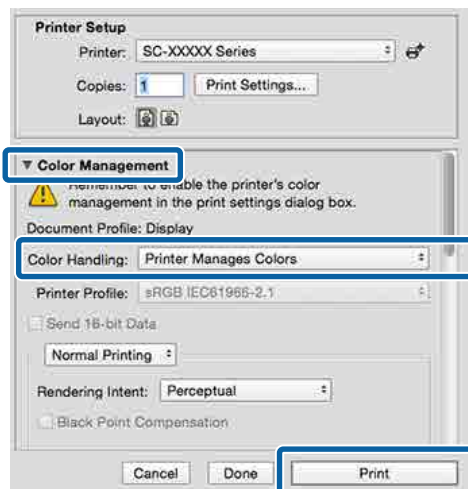 Printer Setup
Printer: SC-XXXXX Series
Copies: 1 Print Settings...
Layout:
▼ Color Management
Remember to enable the printer's color
management in the print settings dialog box.
Document Profile: Display
Color Handling: Printer Manages Colors
Printer Profile: sRGB IEC61966-2.1
Send 16-bit Data
Normal Printing
Rendering Intent: Perceptual
Black Point Compensation
Cancel Done Print